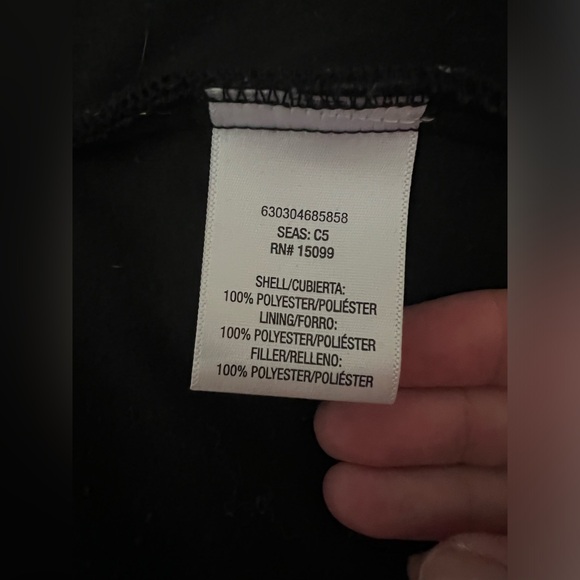 630304685858
SEAS: C5
RN# 15099
SHELL/CUBIERTA:
100% POLYESTER/POLIÉSTER
LINING/FORRO:
100% POLYESTER/POLIÉSTER
FILLER/RELLENO:
100% POLYESTER/POLIÉSTER